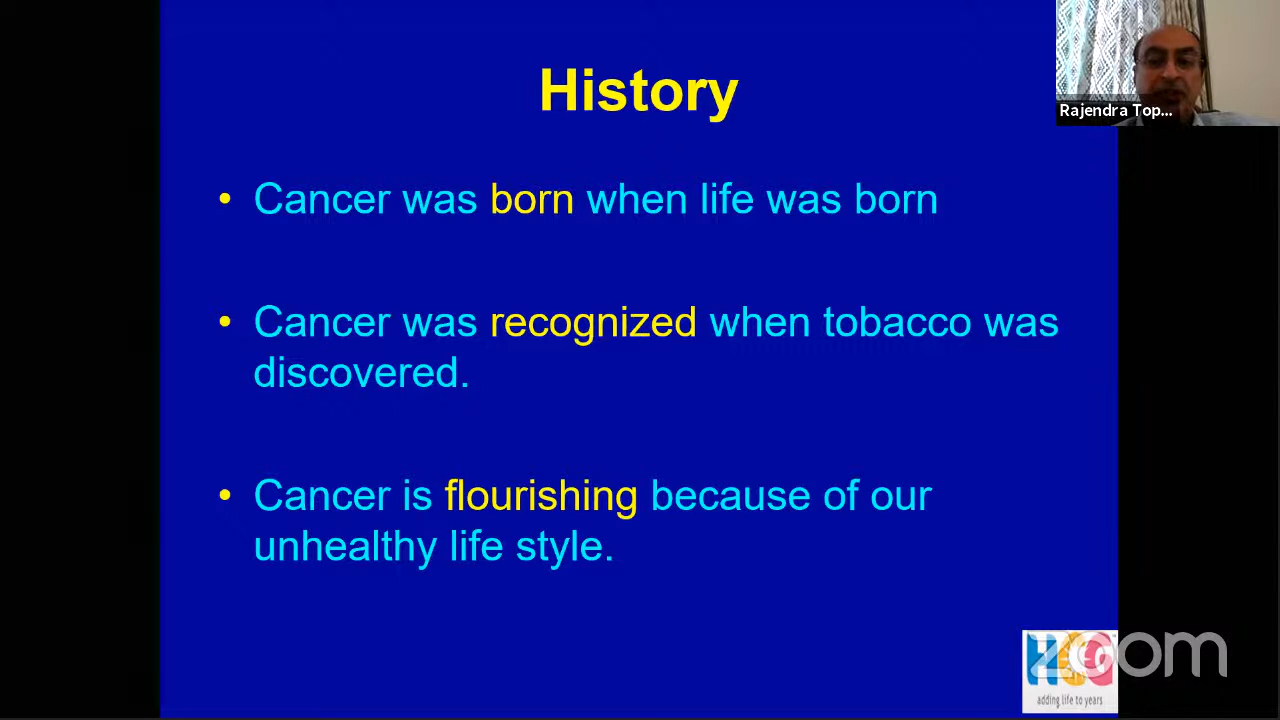 History
Rajendra Top...
• Cancer was born when life was born
• Cancer was recognized when tobacco was
discovered.
• Cancer is flourishing because of our
unhealthy life style.
HCG
zoom
adding life to years